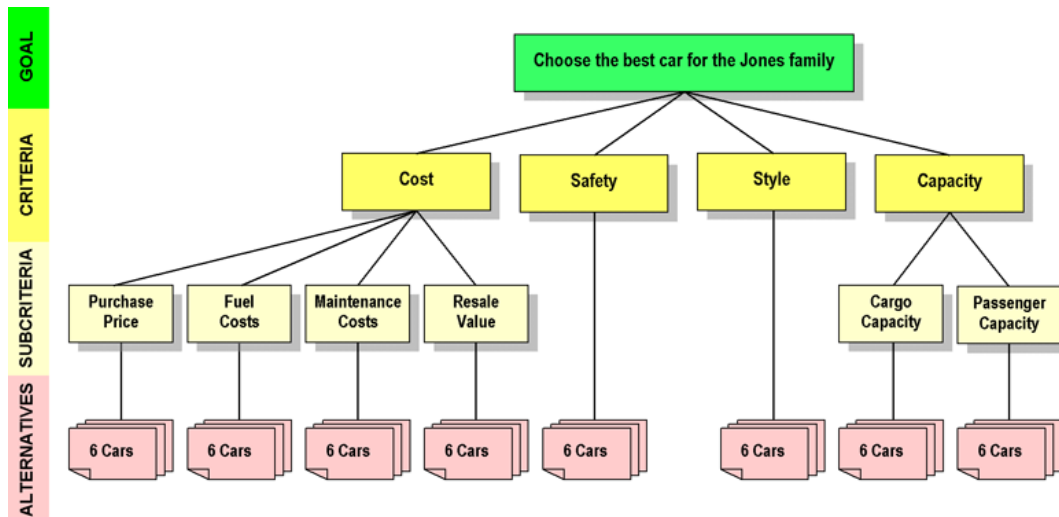 GOAL
Choose the best car for the Jones family
CRITERIA
Cost
Safety
Style
Capacity
SUBCRITERIA
Purchase
Price
Fuel
Costs
Maintenance
Costs
Resale
Value
Cargo
Capacity
Passenger
Capacity
ALTERNATIVES
6 Cars
6 Cars
6 Cars
6 Cars
6 Cars
6 Cars
6 Cars
6 Cars